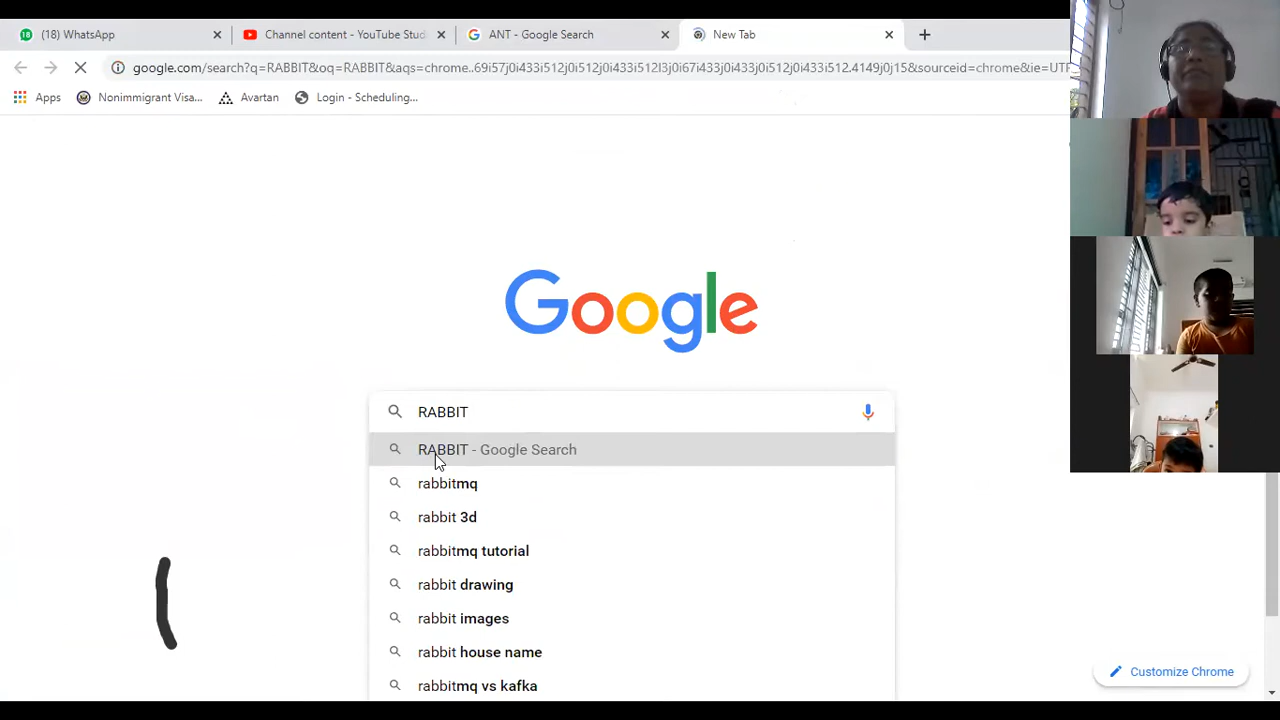 (18) WhatsApp
Channel content - YouTube Stud
ANT - Google Search
New Tab
google.com/search?q=RABBIT&oq=RABBIT&aqs=chrome..69i57j0i433i512j0i512j0i433i512l3j0i67i433j0i433j0i512j0i433i512.4149j0j15&sourceid=chrome&ie=UTF
Apps
Nonimmigrant Visa...
Avartan
Login - Scheduling...
Google
RABBIT
RABBIT - Google Search
rabbitmq
rabbit 3d
rabbitmq tutorial
rabbit drawing
rabbit images
rabbit house name
rabbitmq vs kafka
Customize Chrome